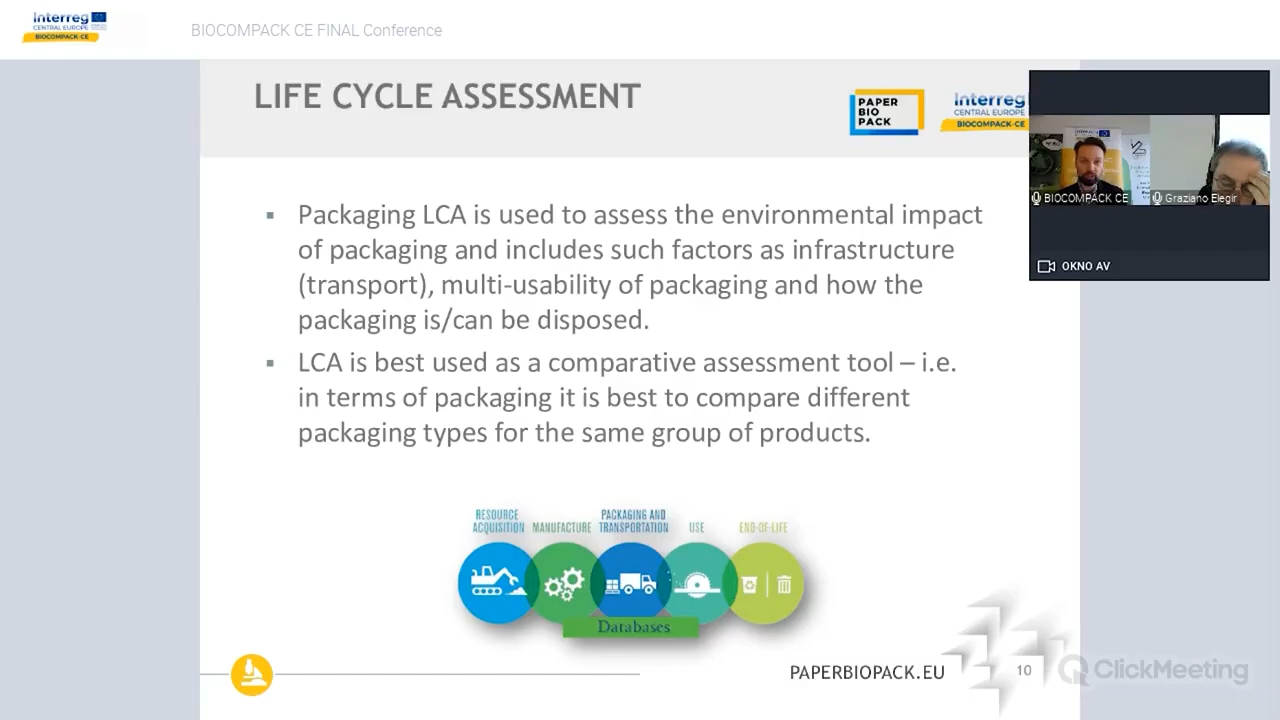 Interreg
CENTRAL EUROPE
BIOCOMPACK-CE
BIOCOMPACK CE FINAL Conference
LIFE CYCLE ASSESSMENT
PAPER
BIO
PACK
Interreg
CENTRAL EUROPE
BIOCOMPACK-CE
BIOCOMPACK CE
Graziano Elegir
OKNO AV
▪ Packaging LCA is used to assess the environmental impact
of packaging and includes such factors as infrastructure
(transport), multi-usability of packaging and how the
packaging is/can be disposed.
▪ LCA is best used as a comparative assessment tool – i.e.
in terms of packaging it is best to compare different
packaging types for the same group of products.
RESOURCE
ACQUISITION
MANUFACTURE
PACKAGING AND
TRANSPORTATION
USE
END-OF-LIFE
Databases
PAPERBIOPACK.EU
10
ClickMeeting